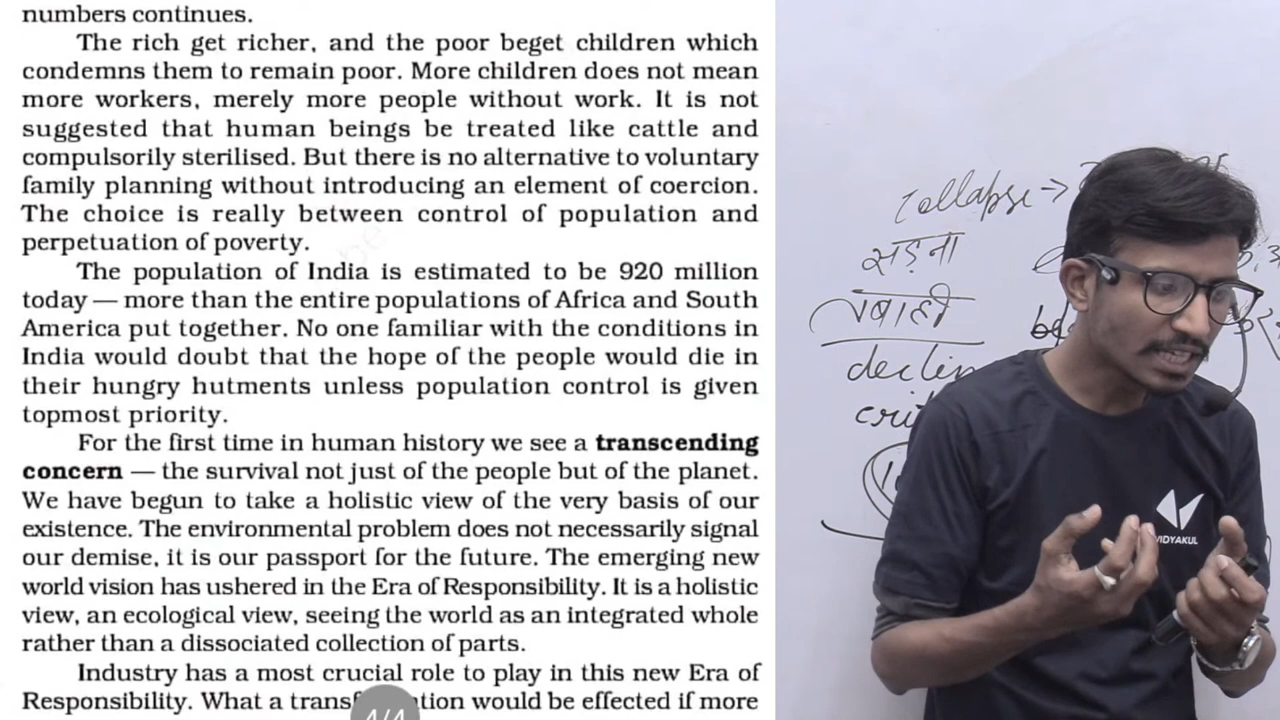 numbers continues.
The rich get richer, and the poor beget children which
condemns them to remain poor. More children does not mean
more workers, merely more people without work. It is not
suggested that human beings be treated like cattle and
compulsorily sterilised. But there is no alternative to voluntary
family planning without introducing an element of coercion.
The choice is really between control of population and
perpetuation of poverty.
The population of India is estimated to be 920 million
today — more than the entire populations of Africa and South
America put together. No one familiar with the conditions in
India would doubt that the hope of the people would die in
their hungry hutments unless population control is given
topmost priority.
For the first time in human history we see a transcending
concern — the survival not just of the people but of the planet.
We have begun to take a holistic view of the very basis of our
existence. The environmental problem does not necessarily signal
our demise, it is our passport for the future. The emerging new
world vision has ushered in the Era of Responsibility. It is a holistic
view, an ecological view, seeing the world as an integrated whole
rather than a dissociated collection of parts.
Industry has a most crucial role to play in this new Era of
Responsibility. What a would be effected if more
4/4
collapse →
सड़ना
तबाही
VIDYAKUL